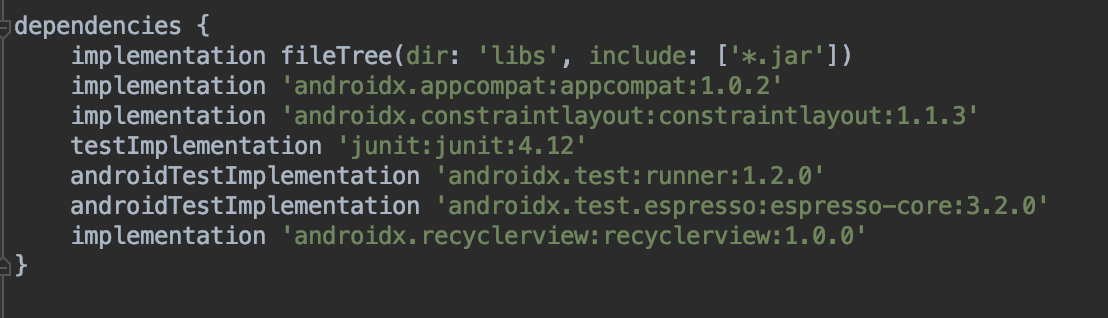 dependencies {
    implementation fileTree(dir: 'libs', include: ['*.jar'])
    implementation 'androidx.appcompat:appcompat:1.0.2'
    implementation 'androidx.constraintlayout:constraintlayout:1.1.3'
    testImplementation 'junit:junit:4.12'
    androidTestImplementation 'androidx.test:runner:1.2.0'
    androidTestImplementation 'androidx.test.espresso:espresso-core:3.2.0'
    implementation 'androidx.recyclerview:recyclerview:1.0.0'
}